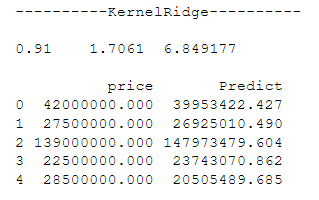 ----------KernelRidge----------
0.91    1.7061  6.849177
price       Predict
0  42000000.000  39953422.427
1  27500000.000  26925010.490
2 139000000.000 147973479.604
3  22500000.000  23743070.862
4  28500000.000  20505489.685